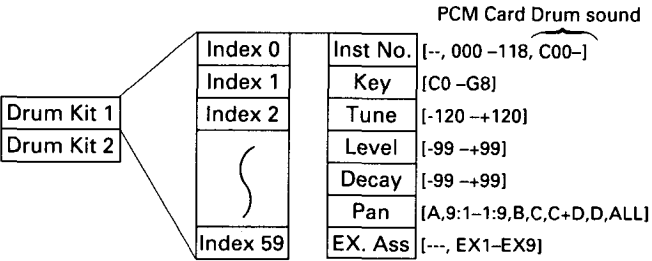 PCM Card Drum sound
Index 0 Inst No. [--, 000 –118, C00–]
Index 1 Key [C0 –G8]
Drum Kit 1 Index 2 Tune [-120 –+120]
Drum Kit 2 Level [-99 –+99]
Decay [-99 –+99]
Pan [A,9:1–1:9,B,C,C+D,D,ALL]
Index 59 EX. Ass [---, EX1–EX9]